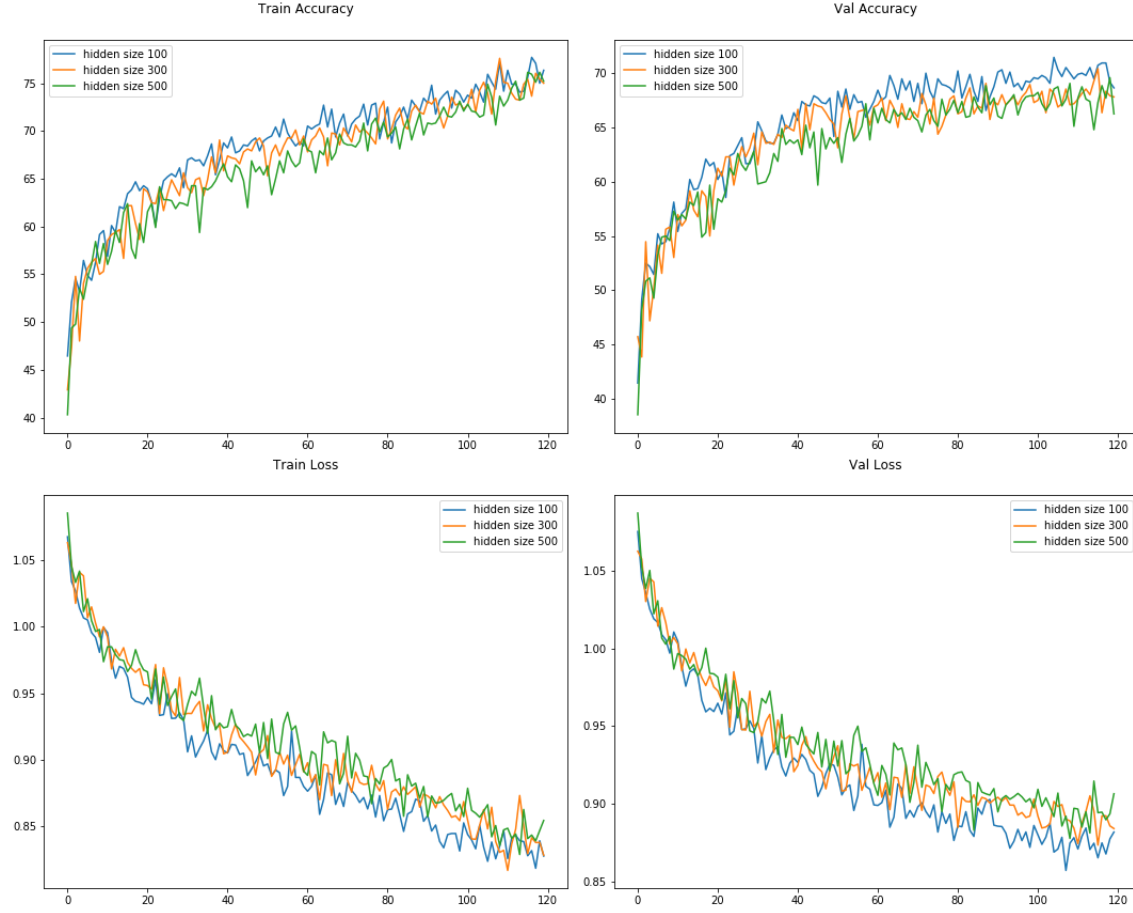 Train Accuracy
hidden size 100
hidden size 300
hidden size 500
75
70
65
60
55
50
45
40
0 20 40 60 80 100 120
Val Accuracy
hidden size 100
hidden size 300
hidden size 500
70
65
60
55
50
45
40
0 20 40 60 80 100 120
Train Loss
hidden size 100
hidden size 300
hidden size 500
1.05
1.00
0.95
0.90
0.85
0 20 40 60 80 100 120
Val Loss
hidden size 100
hidden size 300
hidden size 500
1.05
1.00
0.95
0.90
0.85
0 20 40 60 80 100 120